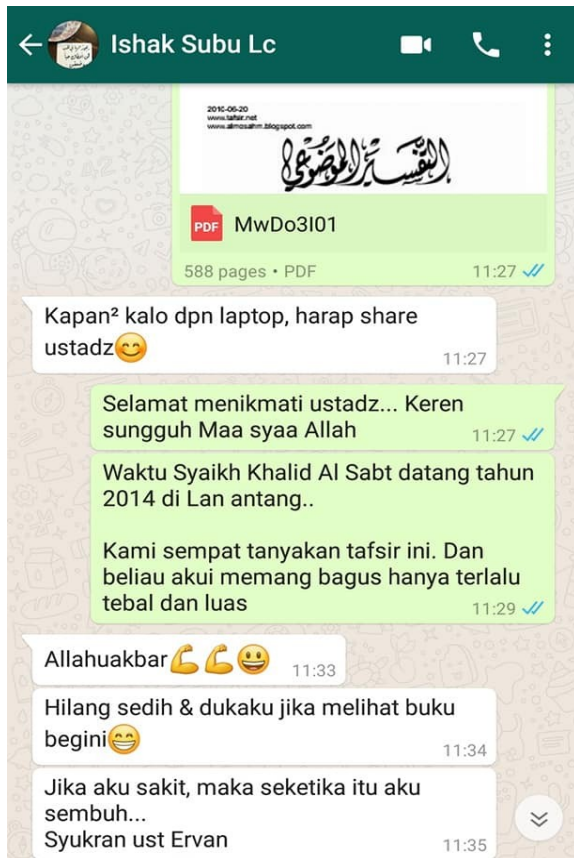 Ishak Subu Lc
2010-06-20
www.tafsir.net
www.almosahm.blogspot.com
التفسير الموضوعي
PDF MwDo3I01
588 pages • PDF 11:27
Kapan² kalo dpn laptop, harap share
ustadz😊
11:27
Selamat menikmati ustadz... Keren
sungguh Maa syaa Allah
11:27
Waktu Syaikh Khalid Al Sabt datang tahun
2014 di Lan antang..
Kami sempat tanyakan tafsir ini. Dan
beliau akui memang bagus hanya terlalu
tebal dan luas
11:29
Allahuakbar💪💪😃 11:33
Hilang sedih & dukaku jika melihat buku
begini😁
11:34
Jika aku sakit, maka seketika itu aku
sembuh...
Syukran ust Ervan
11:35